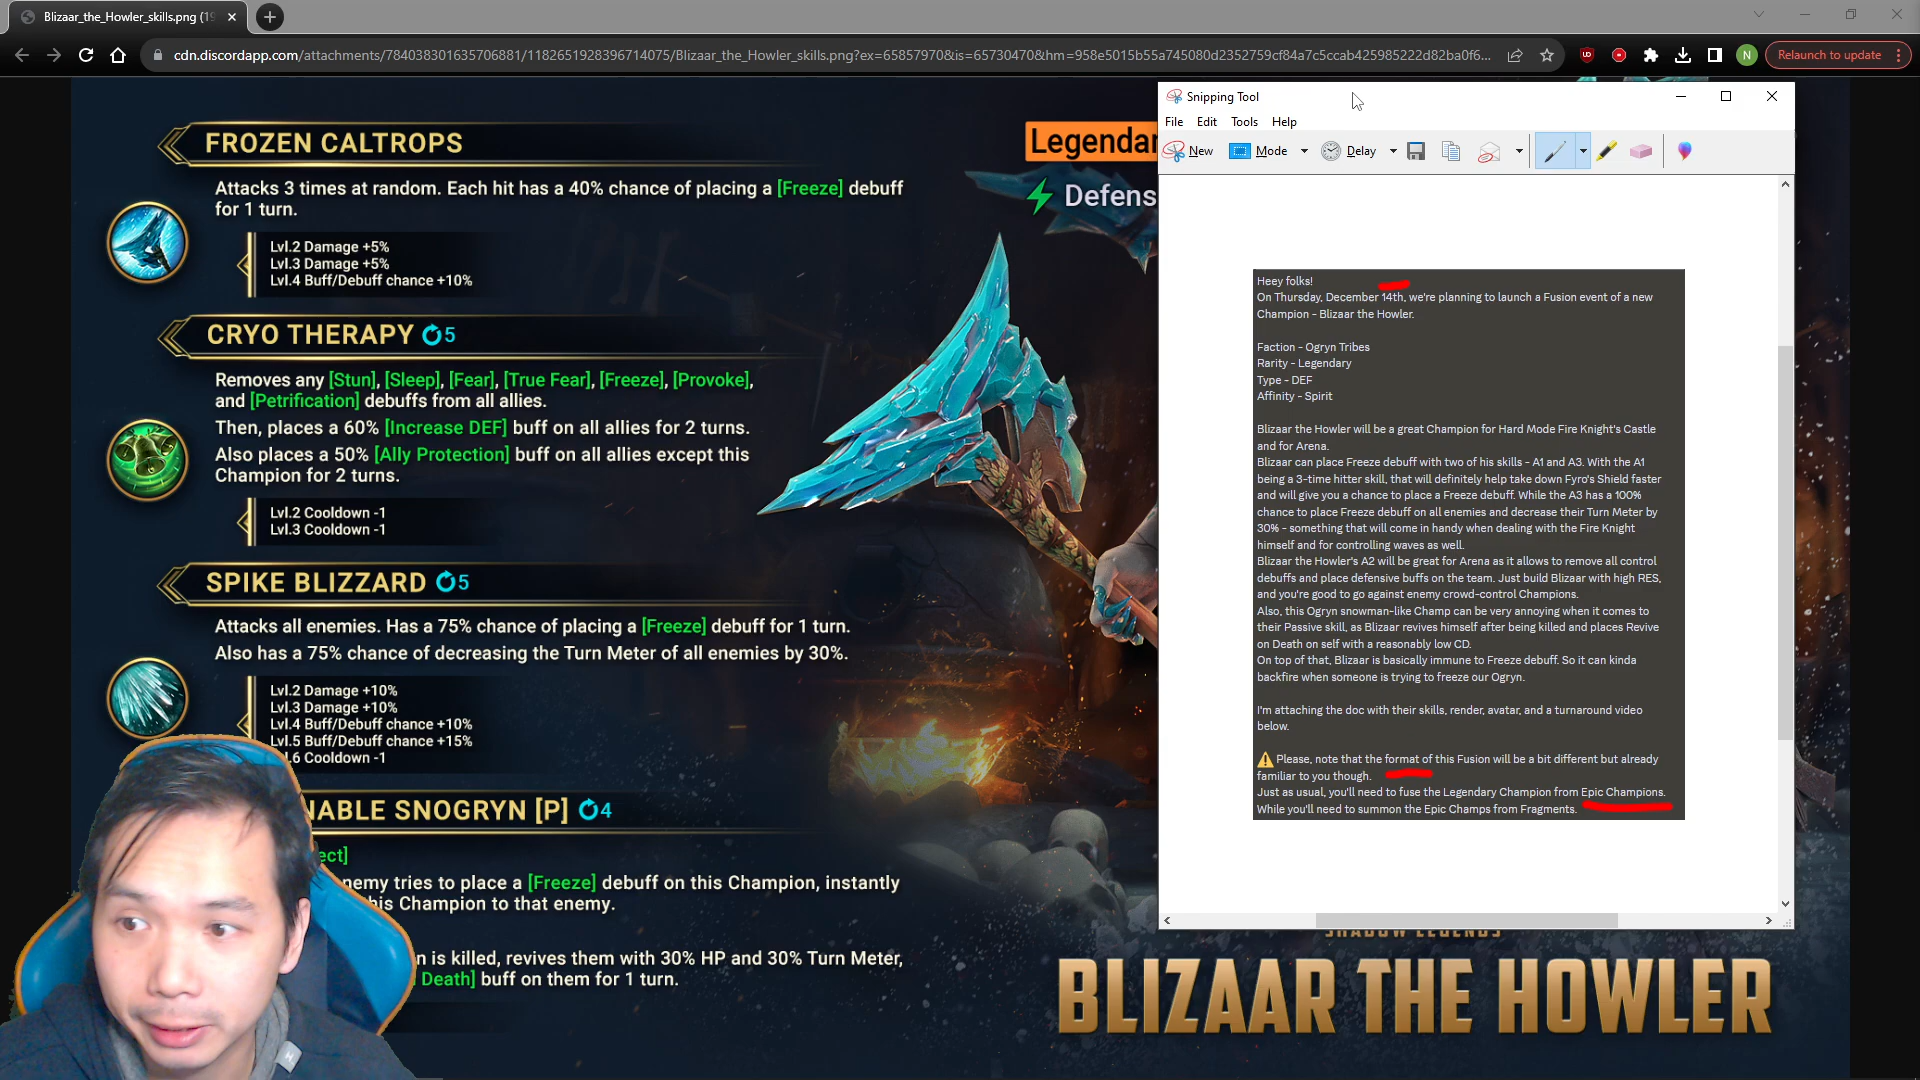 Blizaar_the_Howler_skills.png (19
cdn.discordapp.com/attachments/784038301635706881/1182651928396714075/Blizaar_the_Howler_skills.png?ex=65857970&is=65730470&hm=958e5015b55a745080d2352759cf84a7c5ccab425985222d82ba0f6...
N
Relaunch to update
FROZEN CALTROPS
Attacks 3 times at random. Each hit has a 40% chance of placing a [Freeze] debuff
for 1 turn.
Lvl.2 Damage +5%
Lvl.3 Damage +5%
Lvl.4 Buff/Debuff chance +10%
CRYO THERAPY 5
Removes any [Stun], [Sleep], [Fear], [True Fear], [Freeze], [Provoke],
and [Petrification] debuffs from all allies.
Then, places a 60% [Increase DEF] buff on all allies for 2 turns.
Also places a 50% [Ally Protection] buff on all allies except this
Champion for 2 turns.
Lvl.2 Cooldown -1
Lvl.3 Cooldown -1
SPIKE BLIZZARD 5
Attacks all enemies. Has a 75% chance of placing a [Freeze] debuff for 1 turn.
Also has a 75% chance of decreasing the Turn Meter of all enemies by 30%.
Lvl.2 Damage +10%
Lvl.3 Damage +10%
Lvl.4 Buff/Debuff chance +10%
Lvl.5 Buff/Debuff chance +15%
.6 Cooldown -1
NABLE SNOGRYN [P] 4
ect]
nemy tries to place a [Freeze] debuff on this Champion, instantly
his Champion to that enemy.
n is killed, revives them with 30% HP and 30% Turn Meter,
Death] buff on them for 1 turn.
Legendar
Defens
Snipping Tool
File Edit Tools Help
New Mode Delay
Heey folks!
On Thursday, December 14th, we're planning to launch a Fusion event of a new
Champion - Blizaar the Howler.
Faction - Ogryn Tribes
Rarity - Legendary
Type - DEF
Affinity - Spirit
Blizaar the Howler will be a great Champion for Hard Mode Fire Knight's Castle
and for Arena.
Blizaar can place Freeze debuff with two of his skills - A1 and A3. With the A1
being a 3-time hitter skill, that will definitely help take down Fyro's Shield faster
and will give you a chance to place a Freeze debuff. While the A3 has a 100%
chance to place Freeze debuff on all enemies and decrease their Turn Meter by
30% - something that will come in handy when dealing with the Fire Knight
himself and for controlling waves as well.
Blizaar the Howler's A2 will be great for Arena as it allows to remove all control
debuffs and place defensive buffs on the team. Just build Blizaar with high RES,
and you're good to go against enemy crowd-control Champions.
Also, this Ogryn snowman-like Champ can be very annoying when it comes to
their Passive skill, as Blizaar revives himself after being killed and places Revive
on Death on self with a reasonably low CD.
On top of that, Blizaar is basically immune to Freeze debuff. So it can kinda
backfire when someone is trying to freeze our Ogryn.
I'm attaching the doc with their skills, render, avatar, and a turnaround video
below.
Please, note that the format of this Fusion will be a bit different but already
familiar to you though.
Just as usual, you'll need to fuse the Legendary Champion from Epic Champions.
While you'll need to summon the Epic Champs from Fragments.
SHADOW LEGENDS
BLIZAAR THE HOWLER